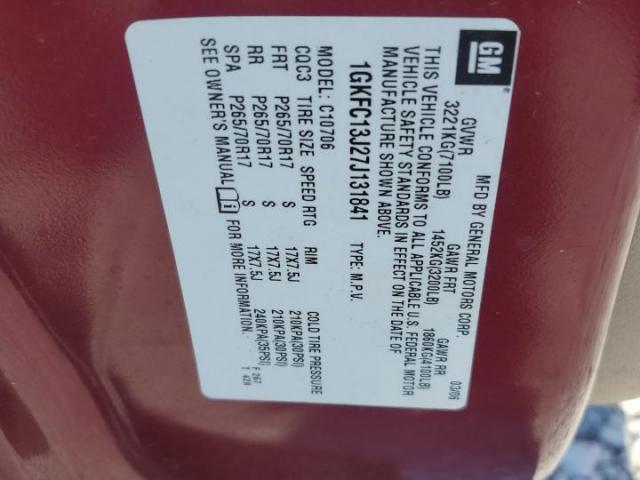 GM
MFD BY GENERAL MOTORS CORP. 03/06
GVWR GAWR FRT GAWR RR
3221KG(7100LB) 1452KG(3200LB) 1860KG(4100LB)
THIS VEHICLE CONFORMS TO ALL APPLICABLE U.S. FEDERAL MOTOR
VEHICLE SAFETY STANDARDS IN EFFECT ON THE DATE OF
MANUFACTURE SHOWN ABOVE.
1GKFC13J27J131841 TYPE: M.P.V.
MODEL: C10706
CQC3 TIRE SIZE SPEED RTG RIM COLD TIRE PRESSURE
FRT P265/70R17 S 17X7.5J 210KPA(30PSI)
RR P265/70R17 S 17X7.5J 210KPA(30PSI)
SPA P265/70R17 S 17X7.5J 240KPA(35PSI)
SEE OWNER'S MANUAL FOR MORE INFORMATION
F 267
T 429